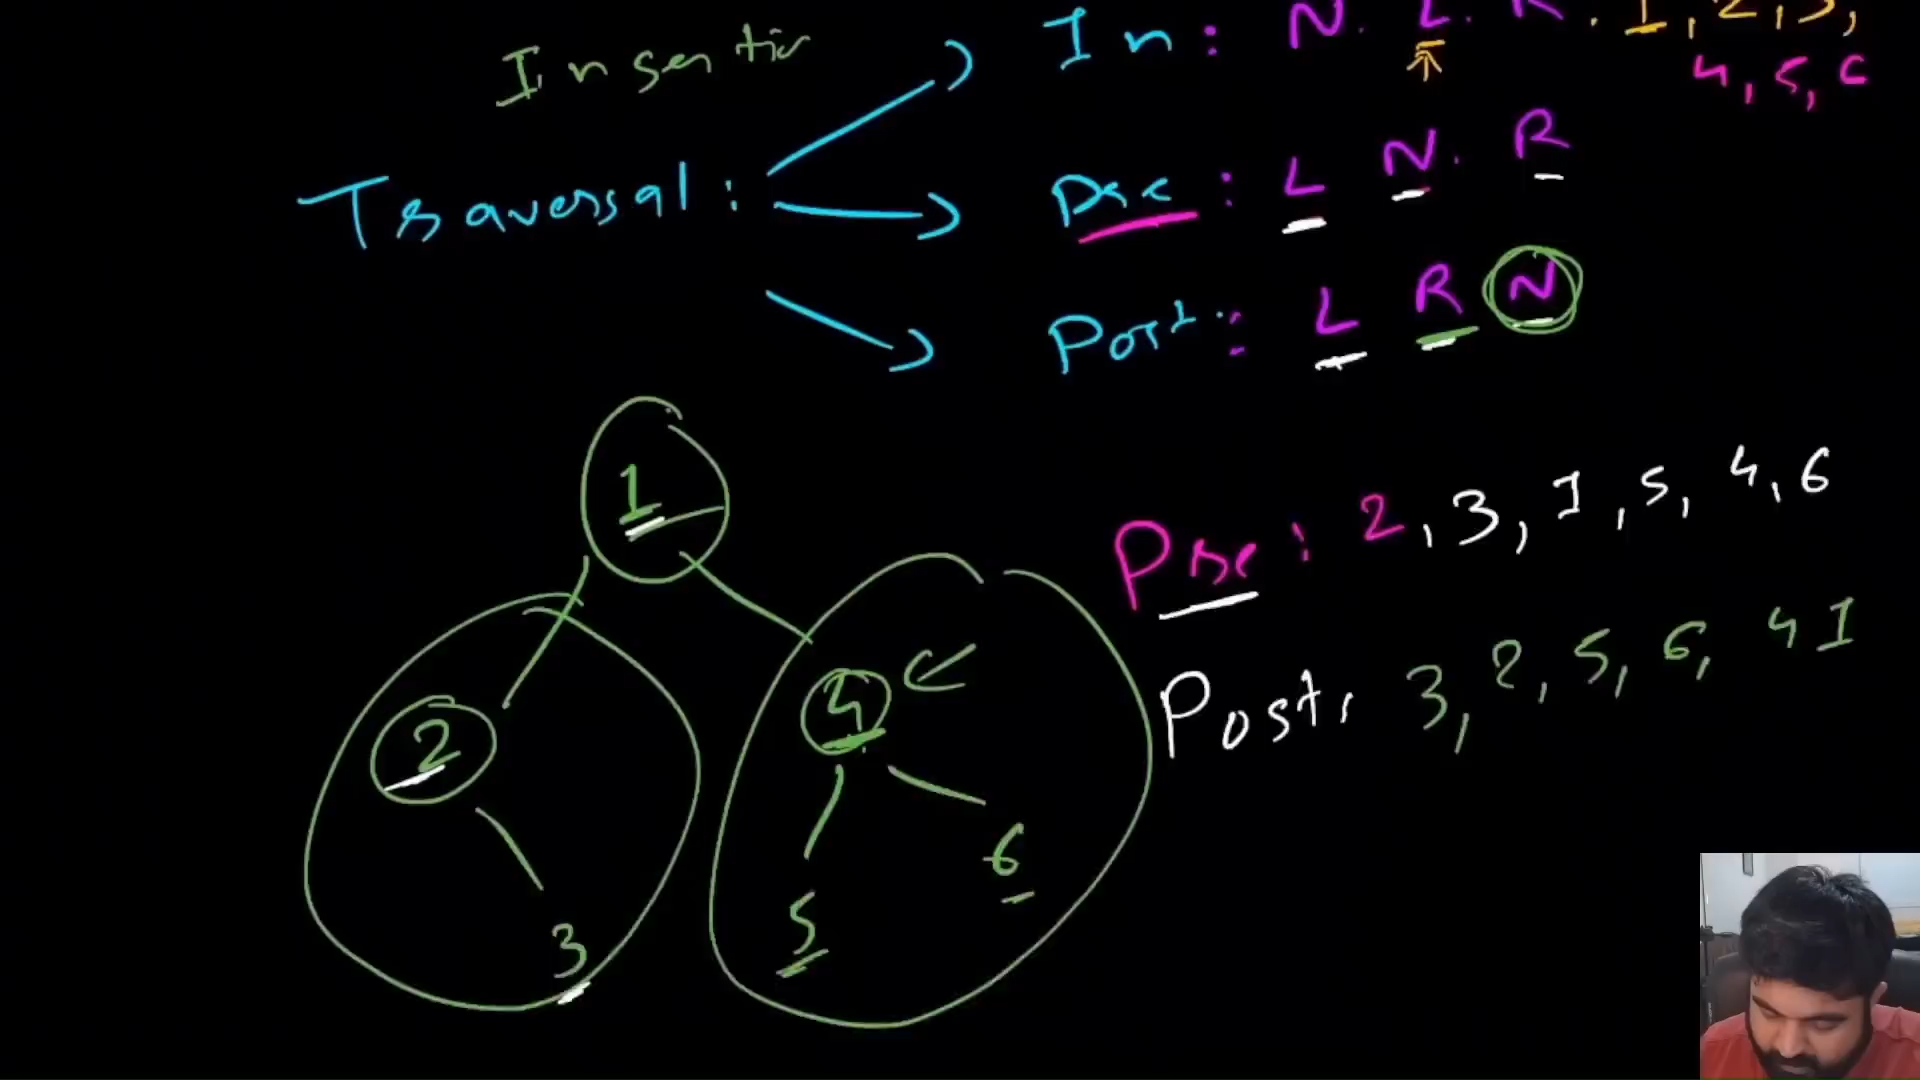 Insertio
In: N. L. R. 1, 2, 3,
4, 5, 6
Traversal:
Pre: L N. R
Post: L R N
1
2
4
3
5
6
Pre: 2, 3, 1, 5, 4, 6
Post, 3, 2, 5, 6, 4 1